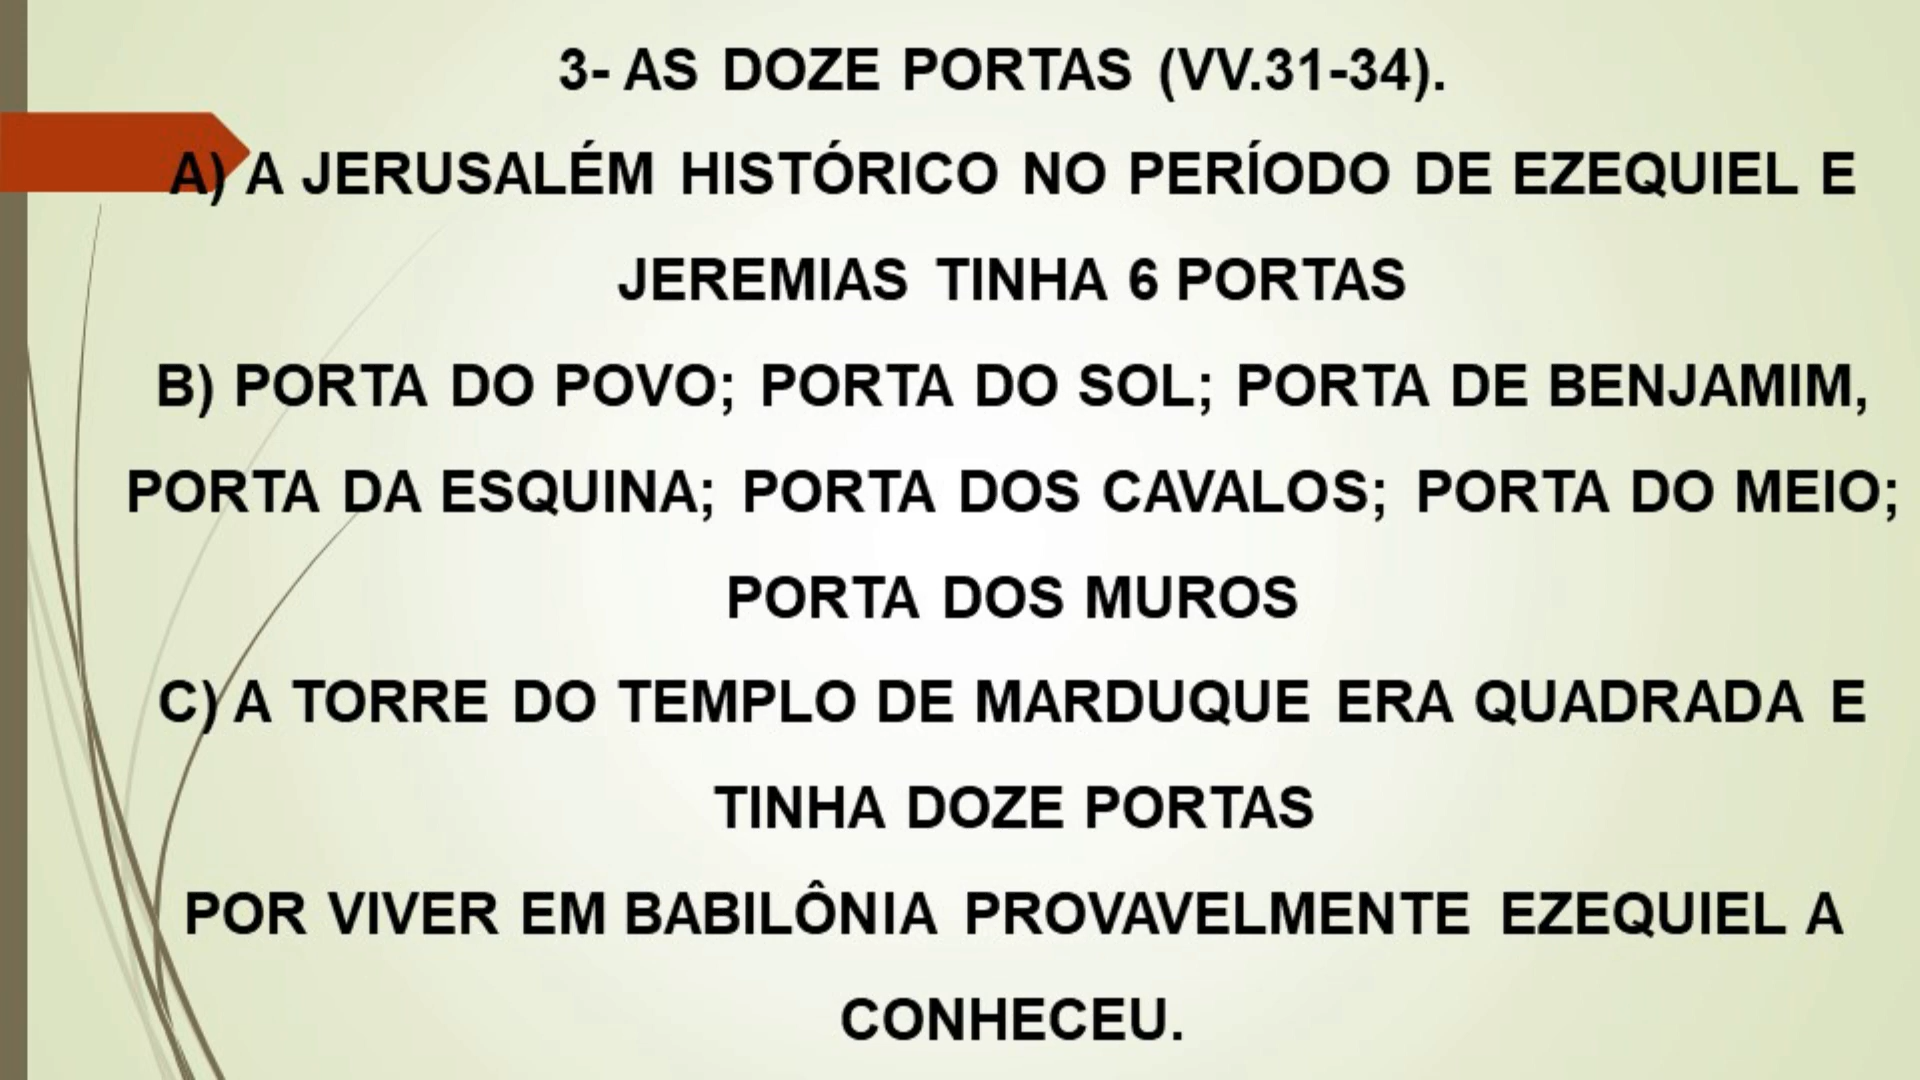 3- AS DOZE PORTAS (VV.31-34).
A) A JERUSALÉM HISTÓRICO NO PERÍODO DE EZEQUIEL E
JEREMIAS TINHA 6 PORTAS
B) PORTA DO POVO; PORTA DO SOL; PORTA DE BENJAMIM,
PORTA DA ESQUINA; PORTA DOS CAVALOS; PORTA DO MEIO;
PORTA DOS MUROS
C) A TORRE DO TEMPLO DE MARDUQUE ERA QUADRADA E
TINHA DOZE PORTAS
POR VIVER EM BABILÔNIA PROVAVELMENTE EZEQUIEL A
CONHECEU.